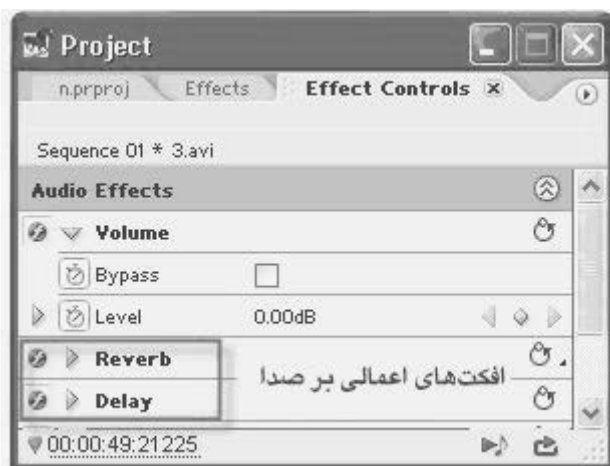 Project
n.prproj Effects Effect Controls
Sequence 01 * 3.avi
Audio Effects
Volume
Bypass
Level 0.00dB
Reverb
افکت‌های اعمالی بر صدا
Delay
00:00:49:21225